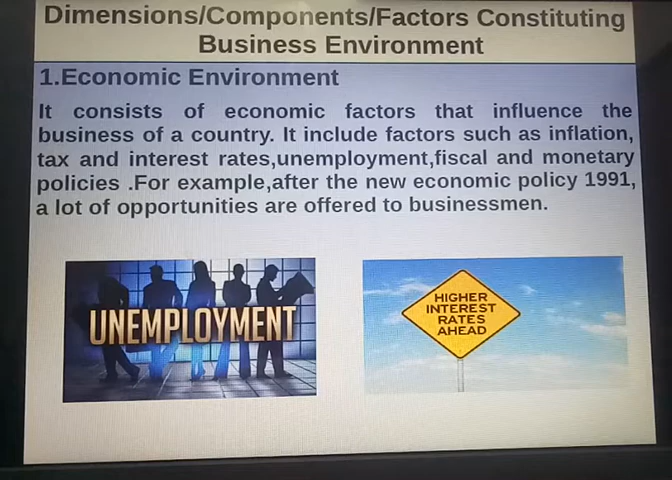 Dimensions/Components/Factors Constituting
Business Environment
1.Economic Environment
It consists of economic factors that influence the
business of a country. It include factors such as inflation,
tax and interest rates,unemployment,fiscal and monetary
policies .For example,after the new economic policy 1991,
a lot of opportunities are offered to businessmen.
UNEMPLOYMENT
HIGHER
INTEREST
RATES
AHEAD